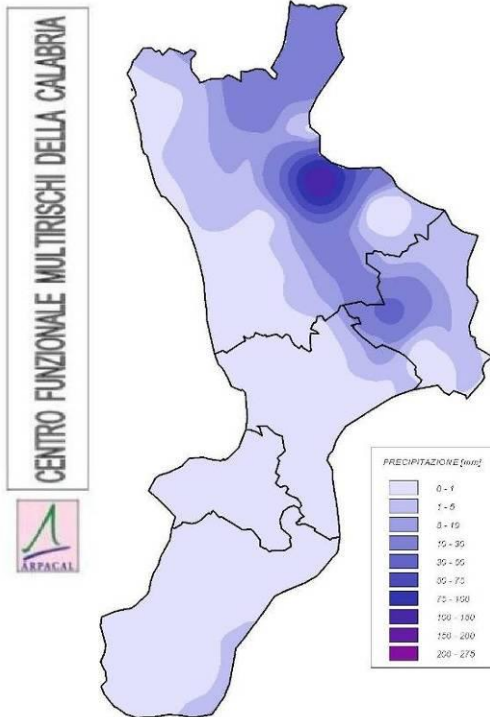 CENTRO FUNZIONALE MULTIRISCHI DELLA CALABRIA
ARPACAL
PRECIPITAZIONE [mm]
0 - 1
1 - 5
5 - 10
10 - 30
30 - 50
50 - 75
75 - 100
100 - 150
150 - 200
200 - 275